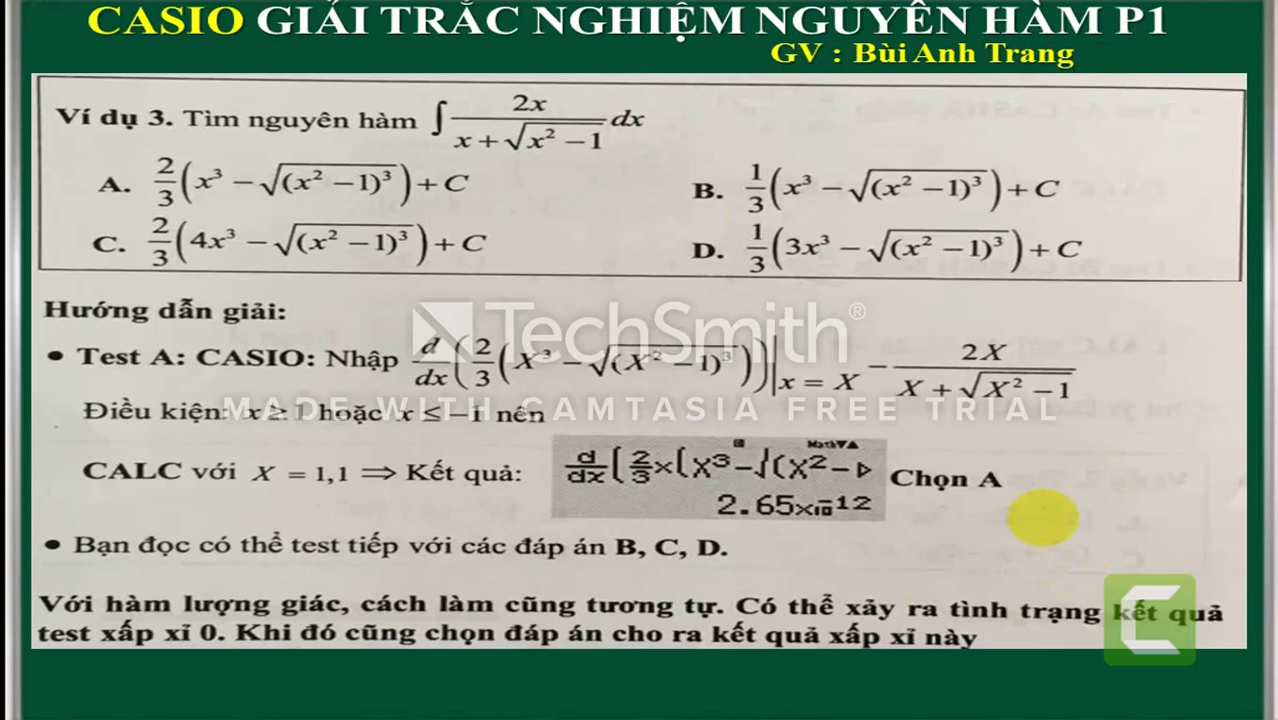 CASIO GIẢI TRẮC NGHIỆM NGUYÊN HÀM P1
GV : Bùi Anh Trang
Ví dụ 3. Tìm nguyên hàm ∫ 2x/(x + √(x² − 1)) dx
A. 2/3 (x³ − √((x² − 1)³)) + C
B. 1/3 (x³ − √((x² − 1)³)) + C
C. 2/3 (4x³ − √((x² − 1)³)) + C
D. 1/3 (3x³ − √((x² − 1)³)) + C
Hướng dẫn giải:
• Test A: CASIO: Nhập d/dx (2/3 (X³ − √((X² − 1)³)))|x = X − 2X/(X + √(X² − 1))
TechSmith®
Điều kiện: x ≥ 1 hoặc x ≤ −1 nên
MADE WITH CAMTASIA FREE TRIAL
CALC với X = 1,1 ⇒ Kết quả: d/dx(2/3×(X³−√((X²− Chọn A
Math▼▲
2.65×10⁻¹²
• Bạn đọc có thể test tiếp với các đáp án B, C, D.
Với hàm lượng giác, cách làm cũng tương tự. Có thể xảy ra tình trạng kết quả
test xấp xỉ 0. Khi đó cũng chọn đáp án cho ra kết quả xấp xỉ này